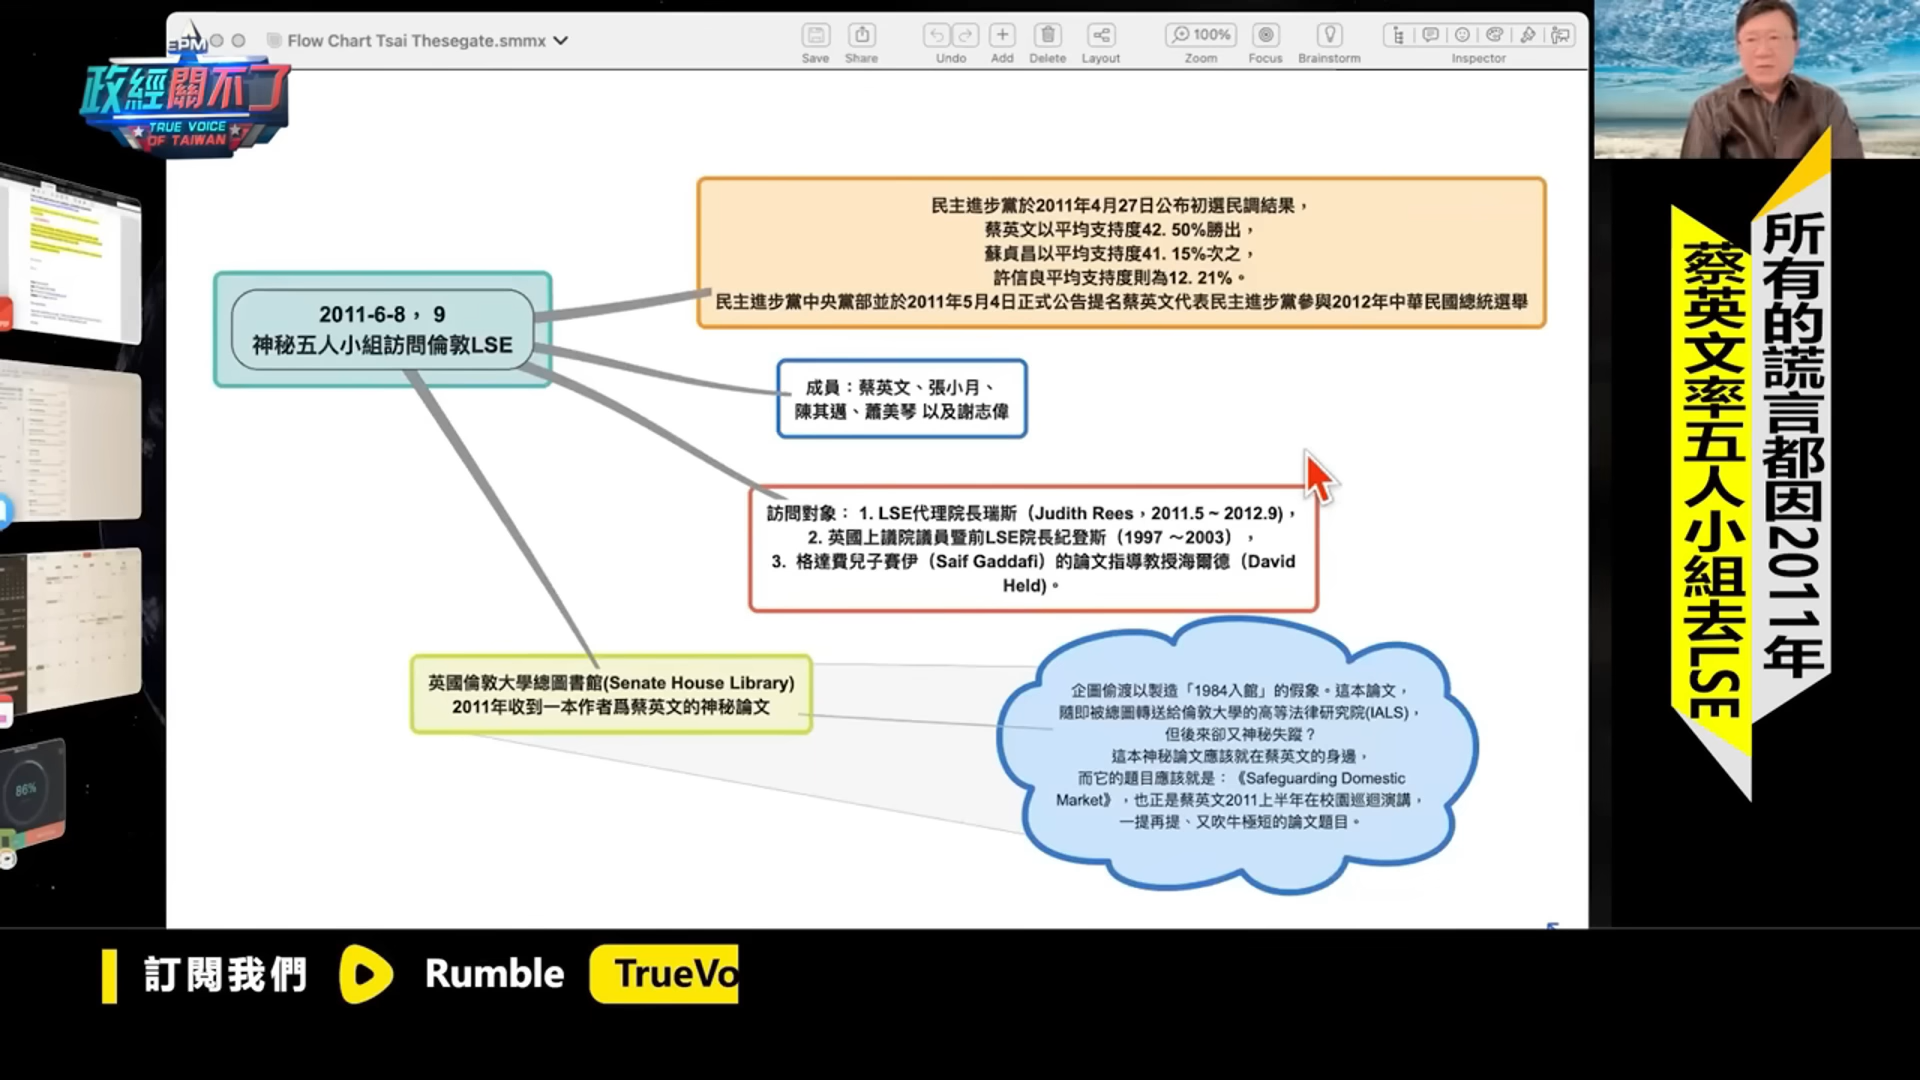 Flow Chart Tsai Thesegate.smmx
100%
Save
Share
Undo
Add
Delete
Layout
Zoom
Focus
Brainstorm
Inspector
EPM
政經關不了
TRUE VOICE
OF TAIWAN
民主進步黨於2011年4月27日公布初選民調結果，
蔡英文以平均支持度42. 50%勝出，
蘇貞昌以平均支持度41. 15%次之，
許信良平均支持度則為12. 21%。
民主進步黨中央黨部並於2011年5月4日正式公告提名蔡英文代表民主進步黨參與2012年中華民國總統選舉
2011-6-8， 9
神秘五人小組訪問倫敦LSE
成員：蔡英文、張小月、
陳其邁、蕭美琴 以及謝志偉
訪問對象： 1. LSE代理院長瑞斯（Judith Rees，2011.5 ~ 2012.9)，
2. 英國上議院議員暨前LSE院長紀登斯（1997 ～2003），
3. 格達費兒子賽伊（Saif Gaddafi）的論文指導教授海爾德（David
Held)。
英國倫敦大學總圖書館(Senate House Library)
2011年收到一本作者爲蔡英文的神秘論文
企圖偷渡以製造「1984入館」的假象。這本論文，
隨即被總圖轉送給倫敦大學的高等法律研究院(IALS)，
但後來卻又神秘失蹤？
這本神秘論文應該就在蔡英文的身邊，
而它的題目應該就是：《Safeguarding Domestic
Market》，也正是蔡英文2011上半年在校園巡迴演講，
一提再提、又吹牛極短的論文題目。
所有的謊言都因2011年
蔡英文率五人小組去LSE
86%
訂閱我們
Rumble
TrueVo